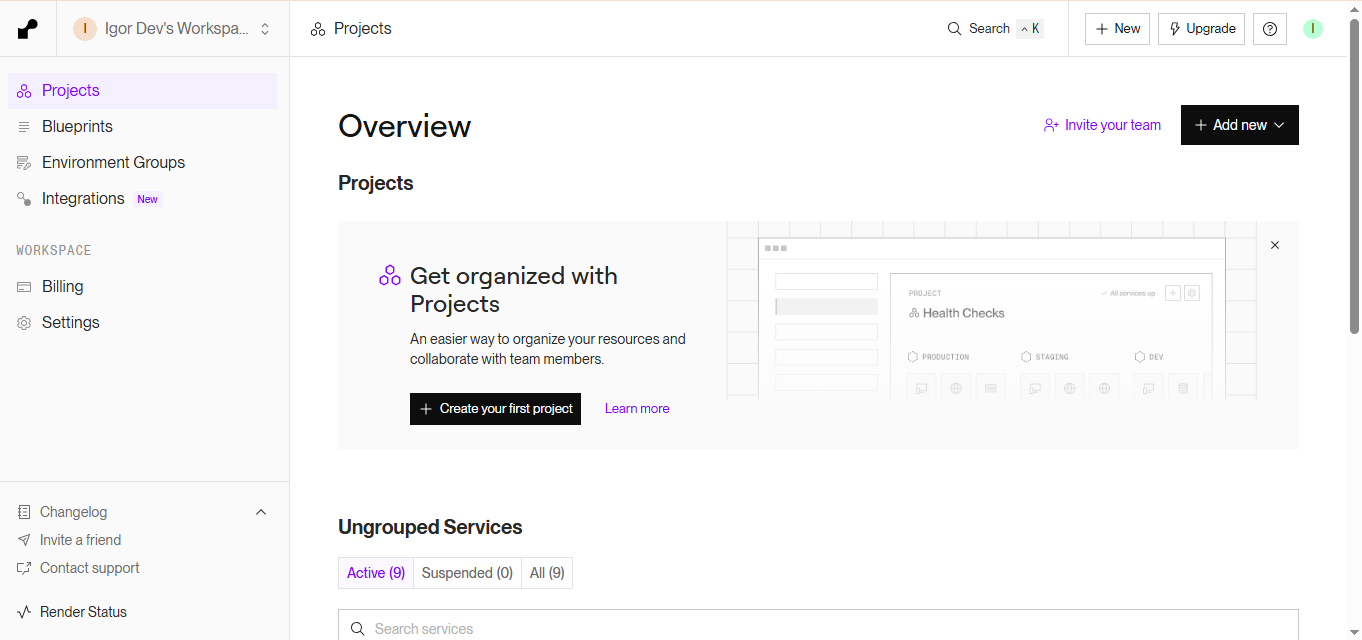 I Igor Dev's Workspa...
Projects
Search ^ K
+ New
Upgrade
I
Projects
Blueprints
Environment Groups
Integrations New
WORKSPACE
Billing
Settings
Changelog
Invite a friend
Contact support
Render Status
Overview
Invite your team
+ Add new
Projects
Get organized with
Projects
An easier way to organize your resources and
collaborate with team members.
+ Create your first project
Learn more
PROJECT
All services up
Health Checks
PRODUCTION
STAGING
DEV
Ungrouped Services
Active (9)
Suspended (0)
All (9)
Search services